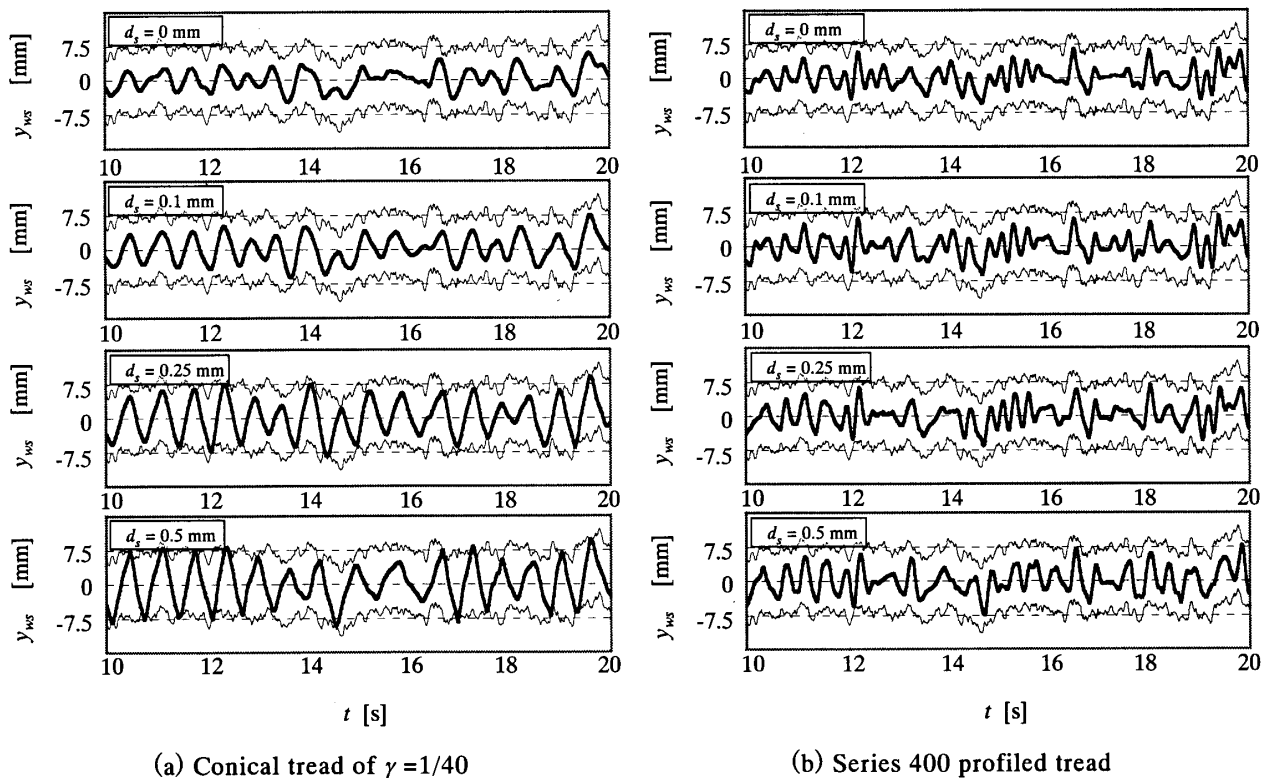 d_s = 0 mm
y_ws [mm]
7.5
0
-7.5
10 12 14 16 18 20
d_s = 0.1 mm
y_ws [mm]
7.5
0
-7.5
10 12 14 16 18 20
d_s = 0.25 mm
y_ws [mm]
7.5
0
-7.5
10 12 14 16 18 20
d_s = 0.5 mm
y_ws [mm]
7.5
0
-7.5
10 12 14 16 18 20
t [s]
(a) Conical tread of γ =1/40
d_s = 0 mm
y_ws [mm]
7.5
0
-7.5
10 12 14 16 18 20
d_s = 0.1 mm
y_ws [mm]
7.5
0
-7.5
10 12 14 16 18 20
d_s = 0.25 mm
y_ws [mm]
7.5
0
-7.5
10 12 14 16 18 20
d_s = 0.5 mm
y_ws [mm]
7.5
0
-7.5
10 12 14 16 18 20
t [s]
(b) Series 400 profiled tread